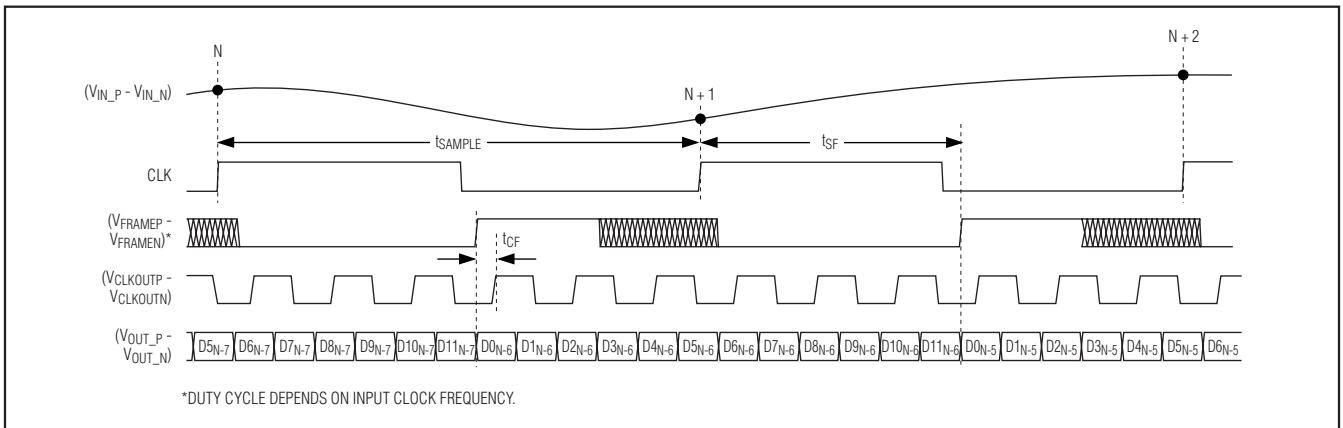 N
N + 1
N + 2
(VIN_P - VIN_N)
tSAMPLE
tSF
CLK
(VFRAMEP -
VFRAMEN)*
tCF
(VCLKOUTP -
VCLKOUTN)
(VOUT_P -
VOUT_N)
D5N-7 D6N-7 D7N-7 D8N-7 D9N-7 D10N-7 D11N-7 D0N-6 D1N-6 D2N-6 D3N-6 D4N-6 D5N-6 D6N-6 D7N-6 D8N-6 D9N-6 D10N-6 D11N-6 D0N-5 D1N-5 D2N-5 D3N-5 D4N-5 D5N-5 D6N-5
*DUTY CYCLE DEPENDS ON INPUT CLOCK FREQUENCY.